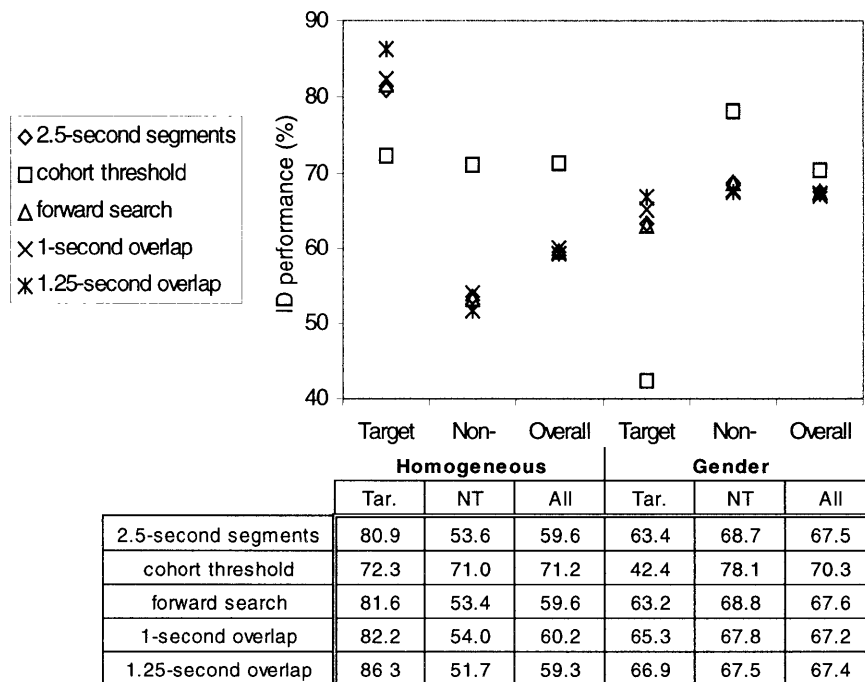 90
80
70
60
50
40
ID performance (%)
2.5-second segments
cohort threshold
forward search
1-second overlap
1.25-second overlap
Target Non- Overall Target Non- Overall
Homogeneous Gender
Tar. NT All Tar. NT All
2.5-second segments 80.9 53.6 59.6 63.4 68.7 67.5
cohort threshold 72.3 71.0 71.2 42.4 78.1 70.3
forward search 81.6 53.4 59.6 63.2 68.8 67.6
1-second overlap 82.2 54.0 60.2 65.3 67.8 67.2
1.25-second overlap 86 3 51.7 59.3 66.9 67.5 67.4